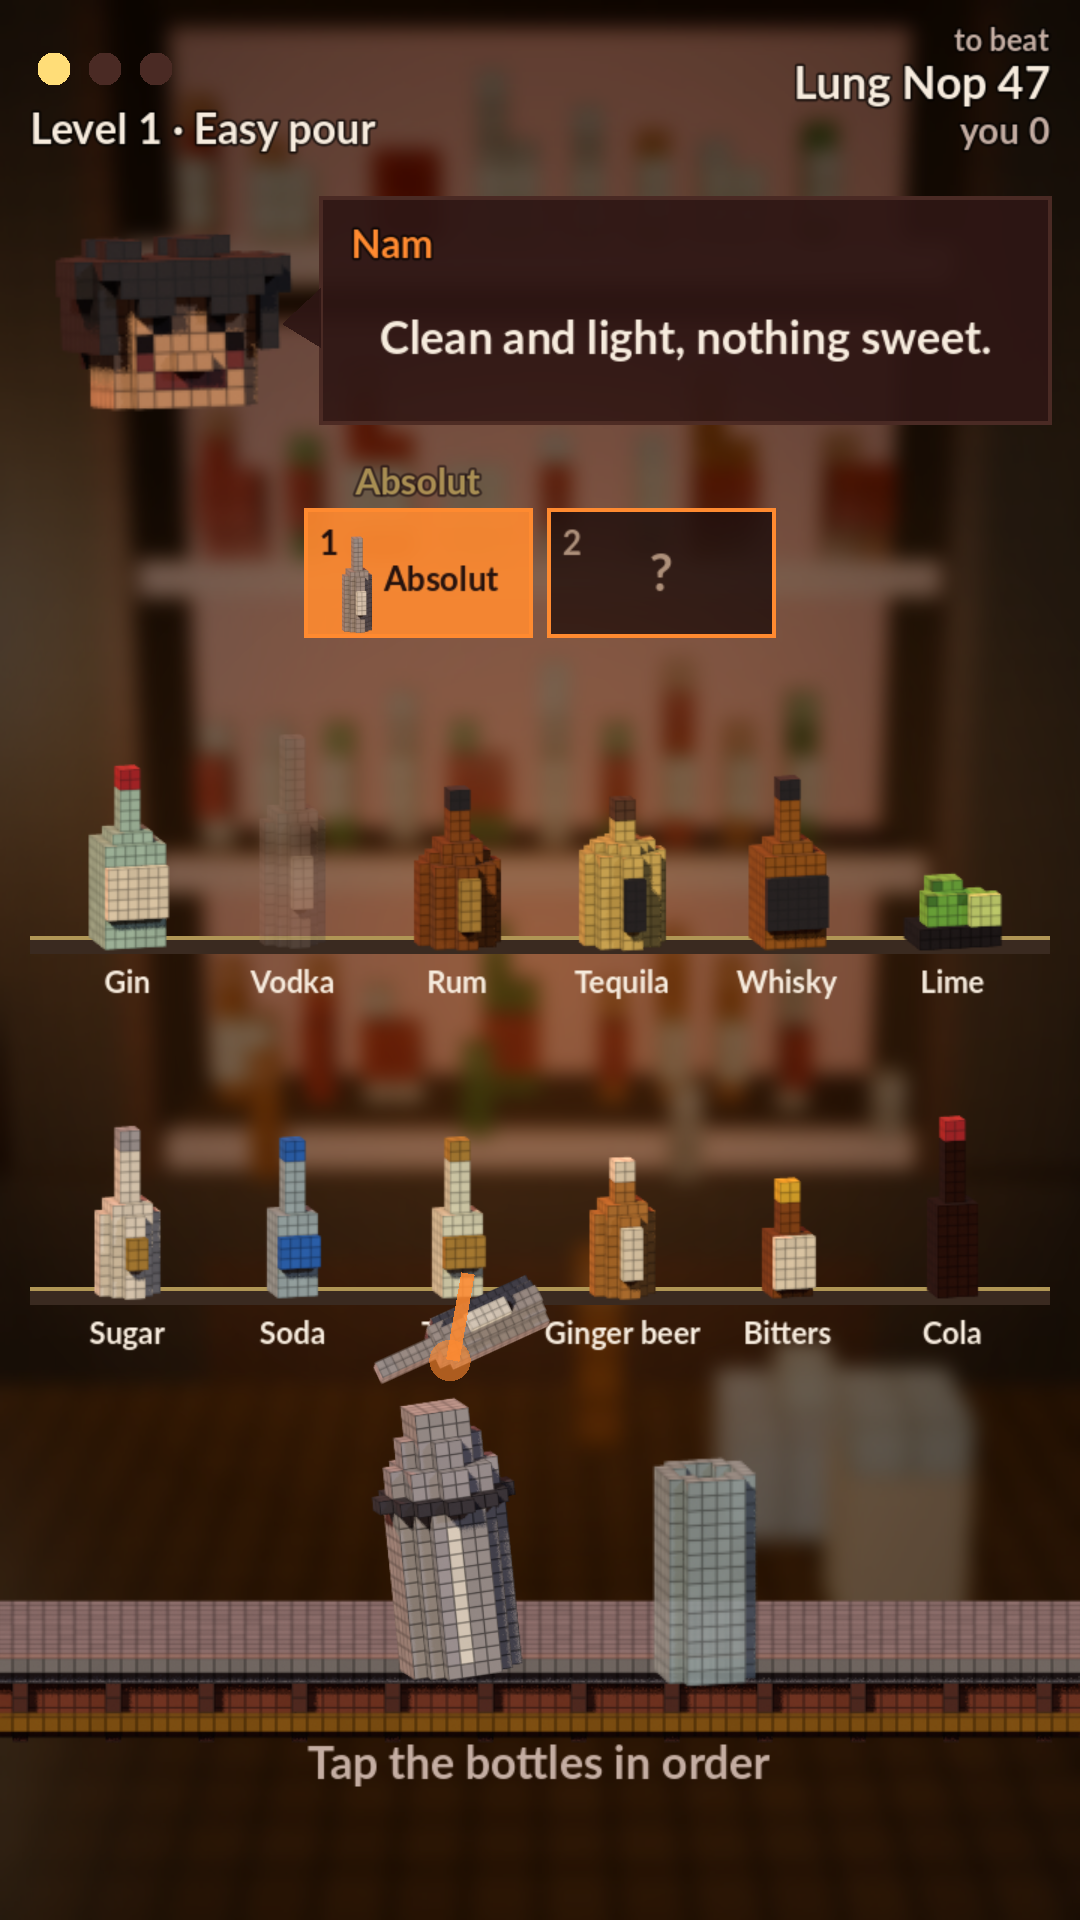 to beat
Lung Nop 47
you 0
Level 1 · Easy pour
Nam
Clean and light, nothing sweet.
Absolut
1 Absolut
2 ?
Gin Vodka Rum Tequila Whisky Lime
Sugar Soda Ginger beer Bitters Cola
Tap the bottles in order